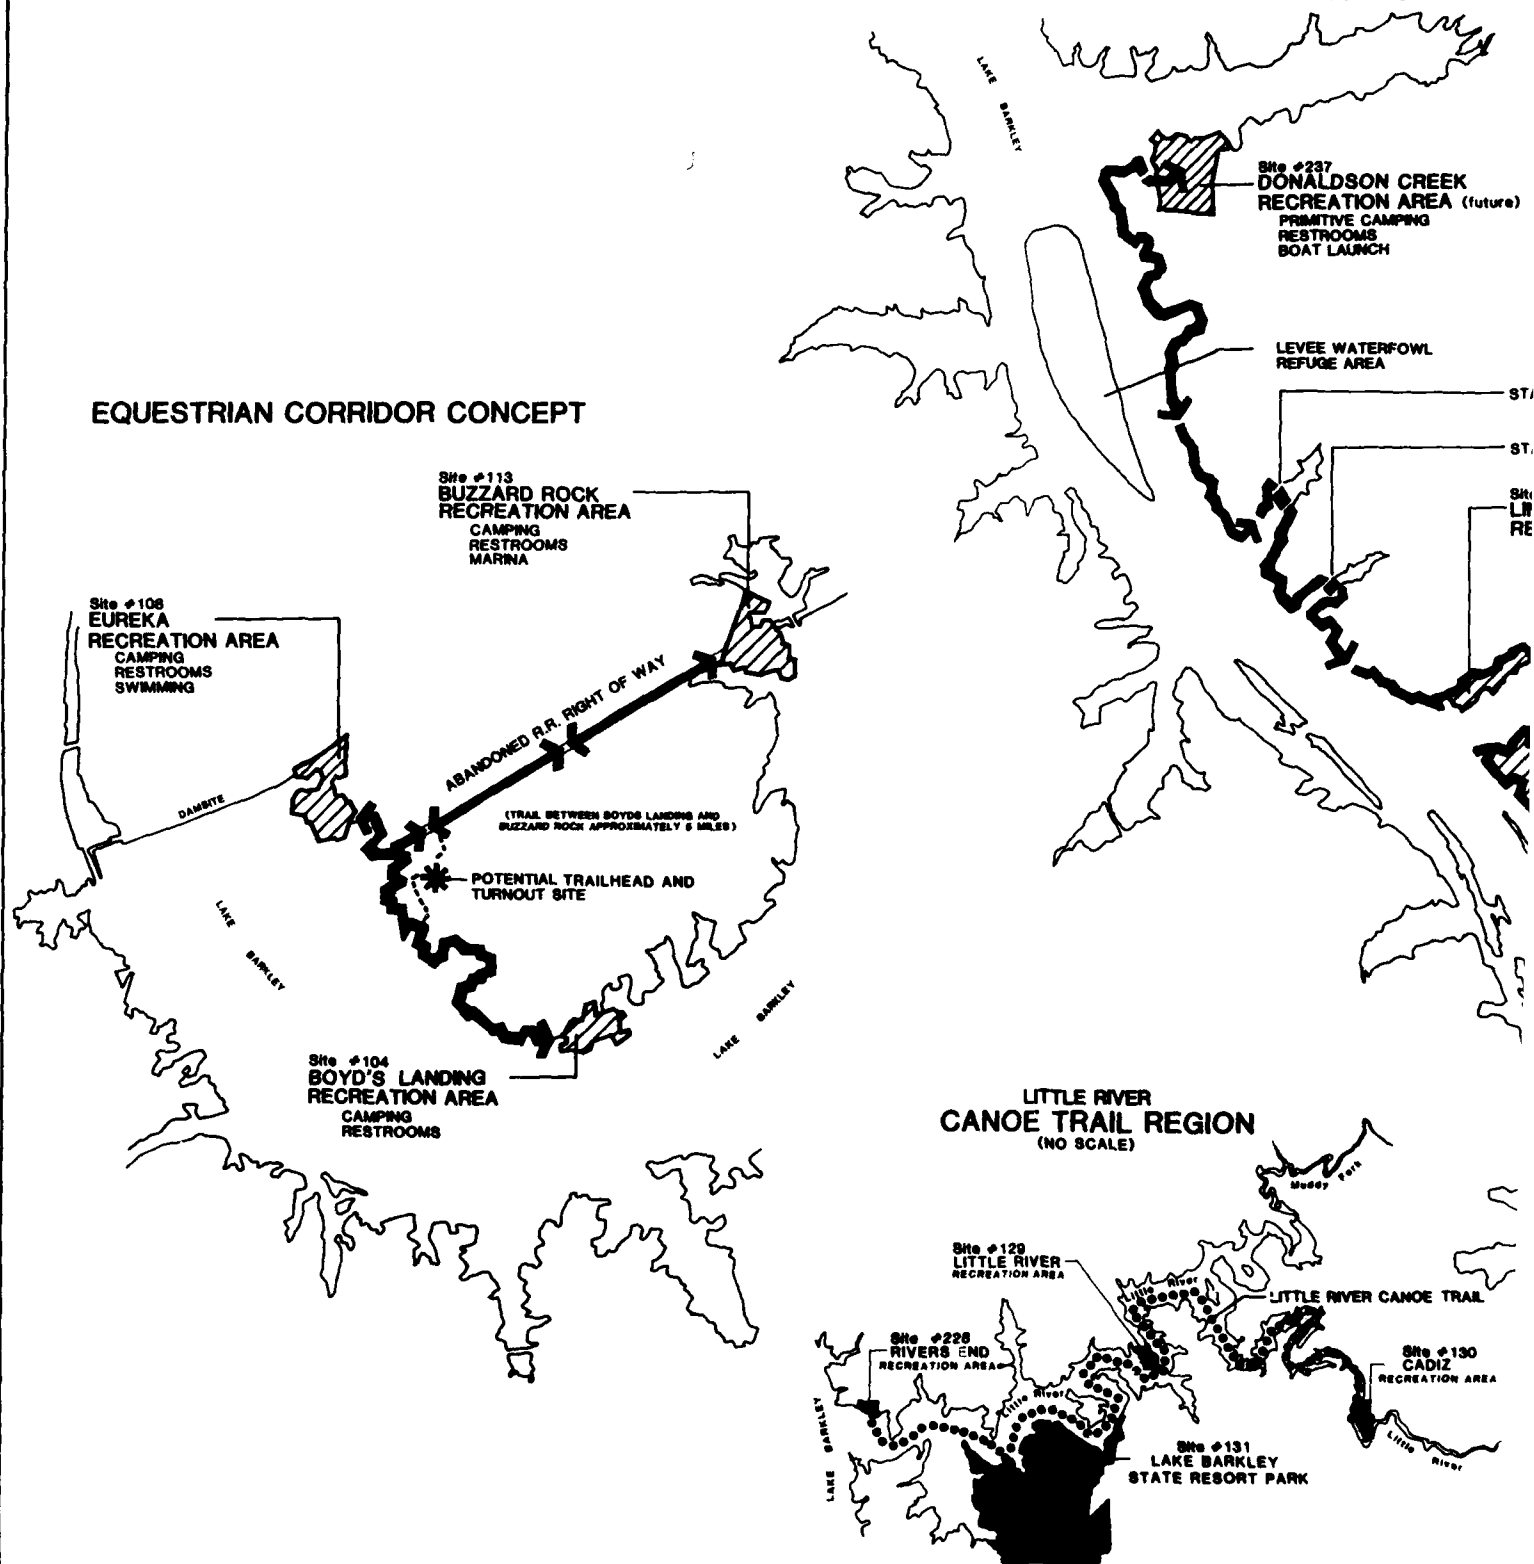 LAKE BARKLEY
Site #237
DONALDSON CREEK
RECREATION AREA (future)
PRIMITIVE CAMPING
RESTROOMS
BOAT LAUNCH
LEVEE WATERFOWL
REFUGE AREA
EQUESTRIAN CORRIDOR CONCEPT
Site #113
BUZZARD ROCK
RECREATION AREA
CAMPING
RESTROOMS
MARINA
Site #108
EUREKA
RECREATION AREA
CAMPING
RESTROOMS
SWIMMING
ABANDONED R.R. RIGHT OF WAY
DAMSITE
(TRAIL BETWEEN BOYDS LANDING AND
BUZZARD ROCK APPROXIMATELY 5 MILES)
POTENTIAL TRAILHEAD AND
TURNOUT SITE
LAKE BARKLEY
LAKE BARKLEY
Site #104
BOYD'S LANDING
RECREATION AREA
CAMPING
RESTROOMS
LITTLE RIVER
CANOE TRAIL REGION
(NO SCALE)
Muddy Fork
Site #129
LITTLE RIVER
RECREATION AREA
Little River
LITTLE RIVER CANOE TRAIL
Site #226
RIVERS END
RECREATION AREA
Little River
Site #130
CADIZ
RECREATION AREA
LAKE BARKLEY
Little River
Site #131
LAKE BARKLEY
STATE RESORT PARK